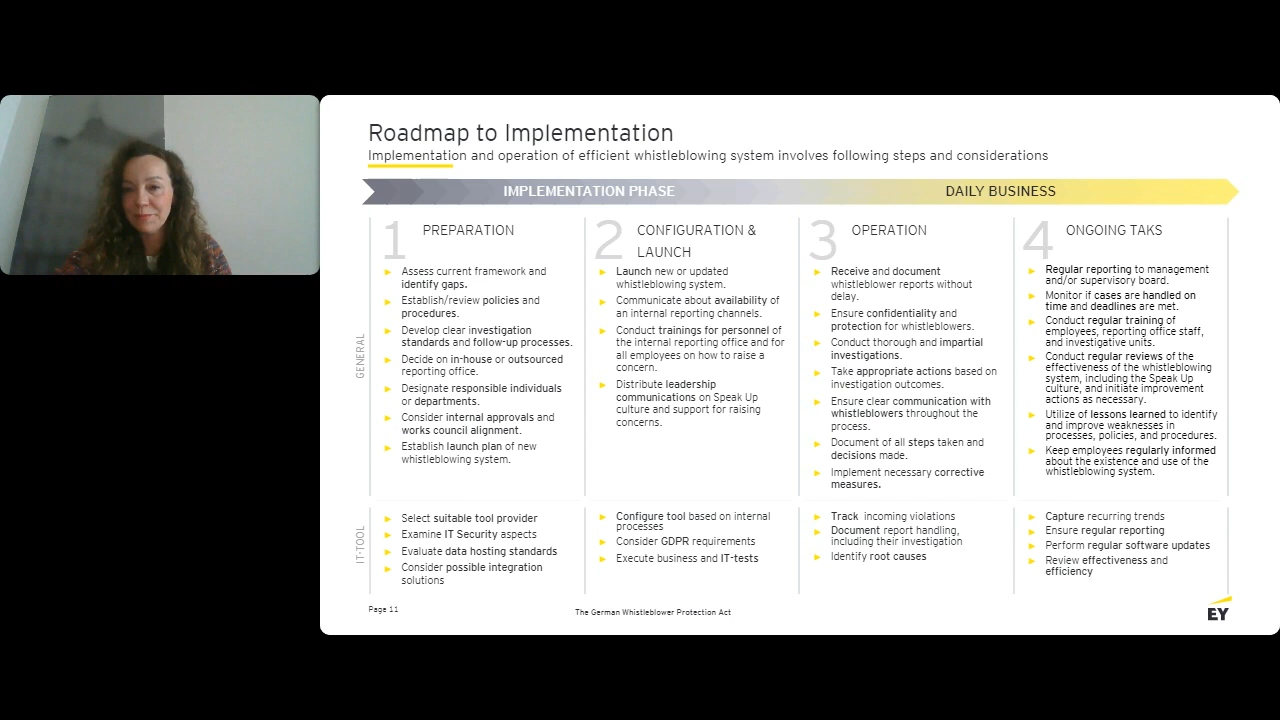 Roadmap to Implementation
Implementation and operation of efficient whistleblowing system involves following steps and considerations
IMPLEMENTATION PHASE
DAILY BUSINESS
GENERAL
1 PREPARATION
► Assess current framework and
identify gaps.
► Establish/review policies and
procedures.
► Develop clear investigation
standards and follow-up processes.
► Decide on in-house or outsourced
reporting office.
► Designate responsible individuals
or departments.
► Consider internal approvals and
works council alignment.
► Establish launch plan of new
whistleblowing system.
2 CONFIGURATION &
LAUNCH
► Launch new or updated
whistleblowing system.
► Communicate about availability of
an internal reporting channels.
► Conduct trainings for personnel of
the internal reporting office and for
all employees on how to raise a
concern.
► Distribute leadership
communications on Speak Up
culture and support for raising
concerns.
3 OPERATION
► Receive and document
whistleblower reports without
delay.
► Ensure confidentiality and
protection for whistleblowers.
► Conduct thorough and impartial
investigations.
► Take appropriate actions based on
investigation outcomes.
► Ensure clear communication with
whistleblowers throughout the
process.
► Document of all steps taken and
decisions made.
► Implement necessary corrective
measures.
4 ONGOING TAKS
► Regular reporting to management
and/or supervisory board.
► Monitor if cases are handled on
time and deadlines are met.
► Conduct regular training of
employees, reporting office staff,
and investigative units.
► Conduct regular reviews of the
effectiveness of the whistleblowing
system, including the Speak Up
culture, and initiate improvement
actions as necessary.
► Utilize of lessons learned to identify
and improve weaknesses in
processes, policies, and procedures.
► Keep employees regularly informed
about the existence and use of the
whistleblowing system.
IT-TOOL
► Select suitable tool provider
► Examine IT Security aspects
► Evaluate data hosting standards
► Consider possible integration
solutions
► Configure tool based on internal
processes
► Consider GDPR requirements
► Execute business and IT-tests
► Track incoming violations
► Document report handling,
including their investigation
► Identify root causes
► Capture recurring trends
► Ensure regular reporting
► Perform regular software updates
► Review effectiveness and
efficiency
Page 11
The German Whistleblower Protection Act
EY